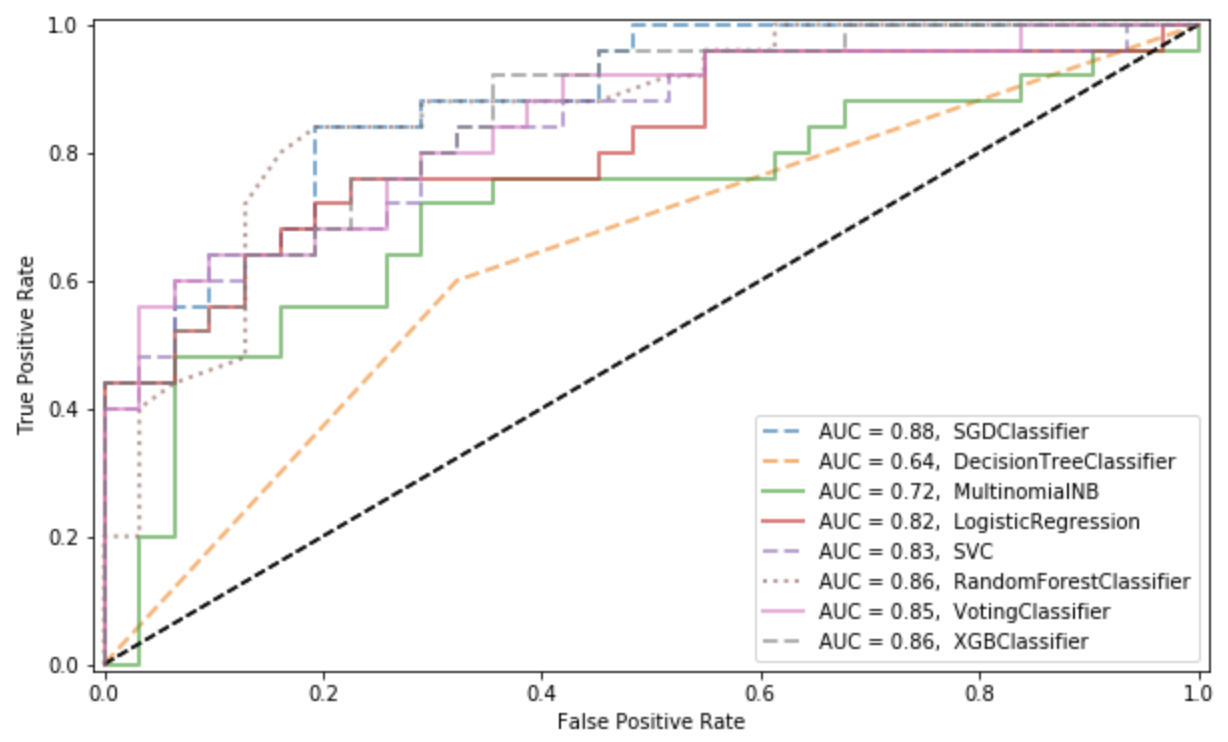 1.0
0.8
0.6
0.4
0.2
0.0
True Positive Rate
AUC = 0.88, SGDClassifier
AUC = 0.64, DecisionTreeClassifier
AUC = 0.72, MultinomialNB
AUC = 0.82, LogisticRegression
AUC = 0.83, SVC
AUC = 0.86, RandomForestClassifier
AUC = 0.85, VotingClassifier
AUC = 0.86, XGBClassifier
0.0 0.2 0.4 0.6 0.8 1.0
False Positive Rate